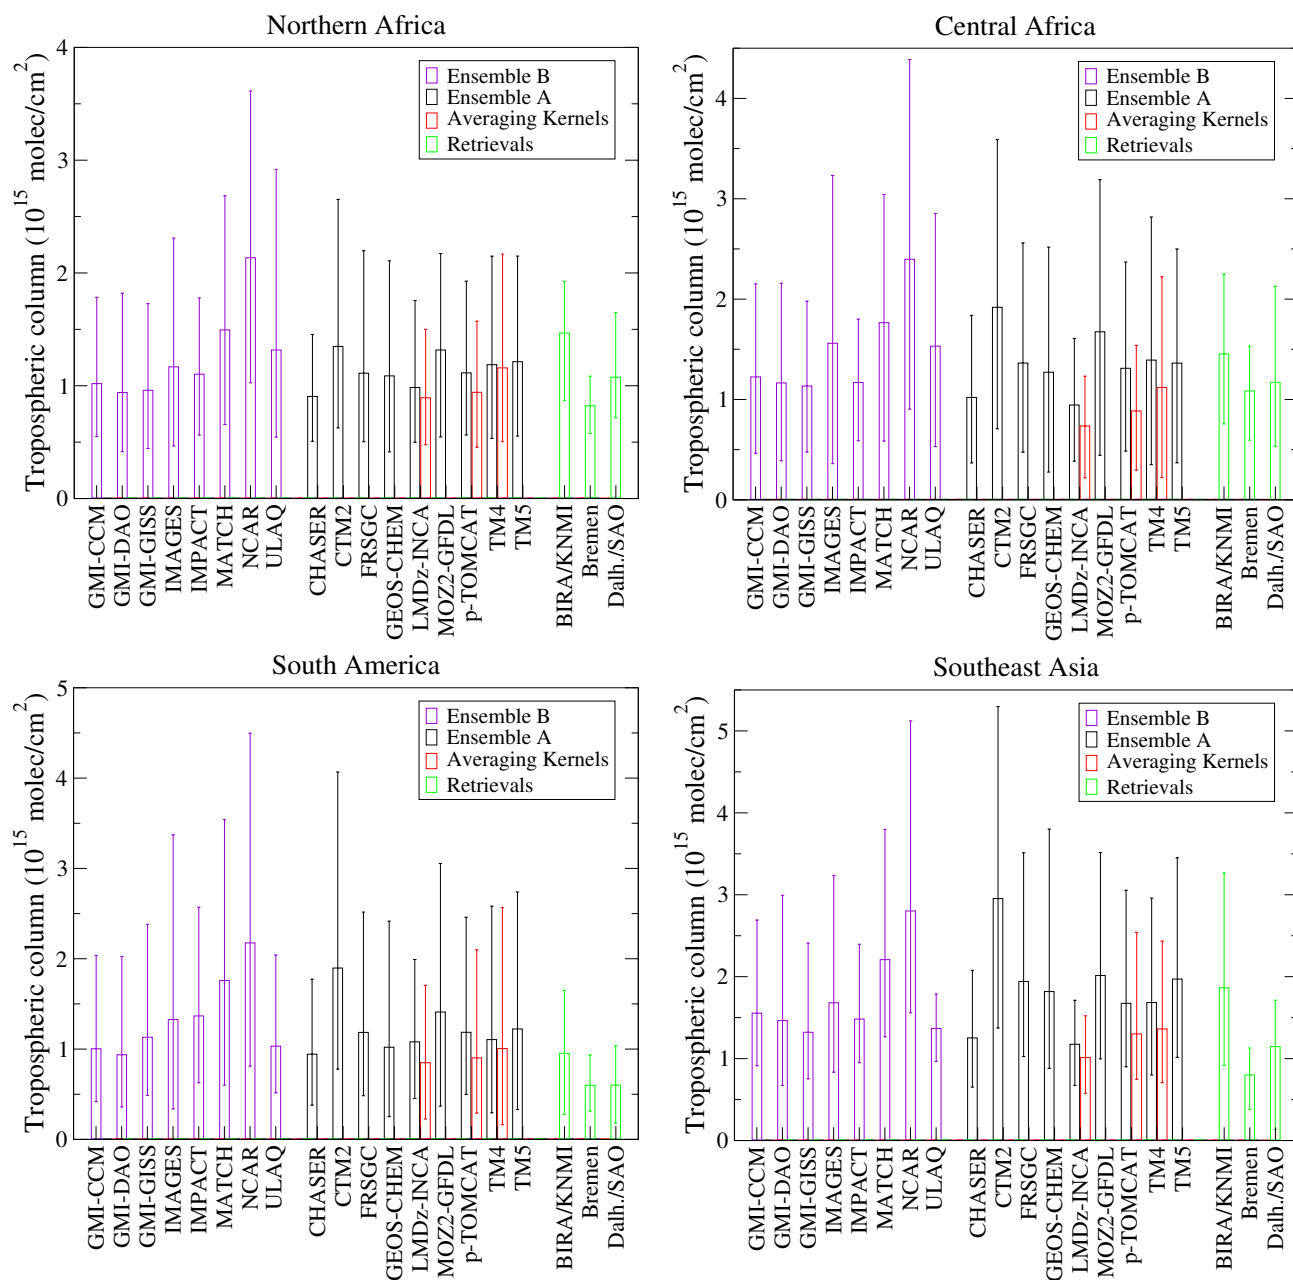 Northern Africa
Tropospheric column (10^15 molec/cm^2)
4
3
2
1
0
Ensemble B
Ensemble A
Averaging Kernels
Retrievals
GMI-CCM
GMI-DAO
GMI-GISS
IMAGES
IMPACT
MATCH
NCAR
ULAQ
CHASER
CTM2
FRSGC
GEOS-CHEM
LMDz-INCA
MOZ2-GFDL
p-TOMCAT
TM4
TM5
BIRA/KNMI
Bremen
Dalh./SAO
Central Africa
Tropospheric column (10^15 molec/cm^2)
4
3
2
1
0
Ensemble B
Ensemble A
Averaging Kernels
Retrievals
GMI-CCM
GMI-DAO
GMI-GISS
IMAGES
IMPACT
MATCH
NCAR
ULAQ
CHASER
CTM2
FRSGC
GEOS-CHEM
LMDz-INCA
MOZ2-GFDL
p-TOMCAT
TM4
TM5
BIRA/KNMI
Bremen
Dalh./SAO
South America
Tropospheric column (10^15 molec/cm^2)
5
4
3
2
1
0
Ensemble B
Ensemble A
Averaging Kernels
Retrievals
GMI-CCM
GMI-DAO
GMI-GISS
IMAGES
IMPACT
MATCH
NCAR
ULAQ
CHASER
CTM2
FRSGC
GEOS-CHEM
LMDz-INCA
MOZ2-GFDL
p-TOMCAT
TM4
TM5
BIRA/KNMI
Bremen
Dalh./SAO
Southeast Asia
Tropospheric column (10^15 molec/cm^2)
5
4
3
2
1
0
Ensemble B
Ensemble A
Averaging Kernels
Retrievals
GMI-CCM
GMI-DAO
GMI-GISS
IMAGES
IMPACT
MATCH
NCAR
ULAQ
CHASER
CTM2
FRSGC
GEOS-CHEM
LMDz-INCA
MOZ2-GFDL
p-TOMCAT
TM4
TM5
BIRA/KNMI
Bremen
Dalh./SAO